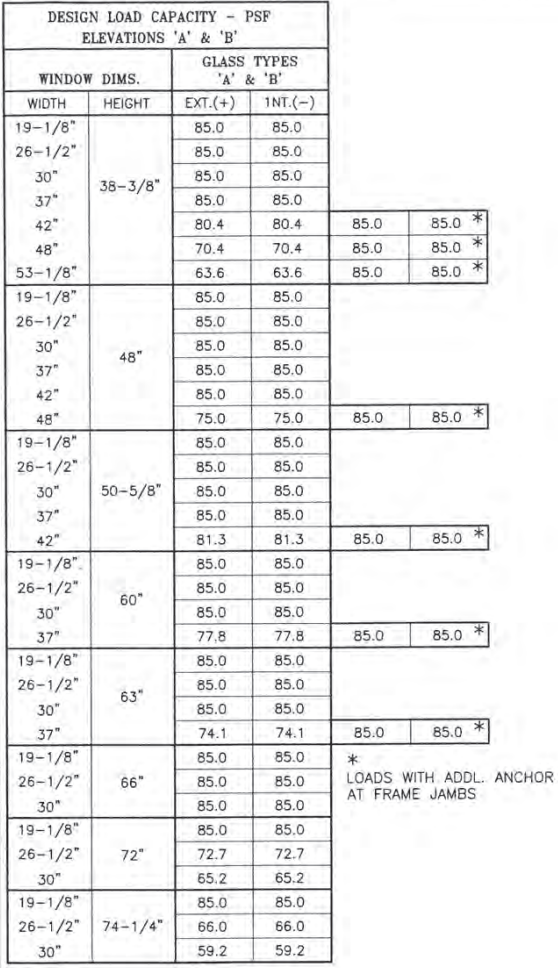 DESIGN LOAD CAPACITY – PSF
ELEVATIONS 'A' & 'B'
WINDOW DIMS.
GLASS TYPES
'A' & 'B'
WIDTH HEIGHT EXT.(+) 1NT.(−)
19−1/8" 85.0 85.0
26−1/2" 85.0 85.0
30" 85.0 85.0
38−3/8"
37" 85.0 85.0
42" 80.4 80.4 85.0 85.0 *
48" 70.4 70.4 85.0 85.0 *
53−1/8" 63.6 63.6 85.0 85.0 *
19−1/8" 85.0 85.0
26−1/2" 85.0 85.0
30" 85.0 85.0
48"
37" 85.0 85.0
42" 85.0 85.0
48" 75.0 75.0 85.0 85.0 *
19−1/8" 85.0 85.0
26−1/2" 85.0 85.0
30" 50−5/8" 85.0 85.0
37" 85.0 85.0
42" 81.3 81.3 85.0 85.0 *
19−1/8" 85.0 85.0
26−1/2" 85.0 85.0
60"
30" 85.0 85.0
37" 77.8 77.8 85.0 85.0 *
19−1/8" 85.0 85.0
26−1/2" 85.0 85.0
63"
30" 85.0 85.0
37" 74.1 74.1 85.0 85.0 *
19−1/8" 85.0 85.0
26−1/2" 66" 85.0 85.0
30" 85.0 85.0
19−1/8" 85.0 85.0
26−1/2" 72" 72.7 72.7
30" 65.2 65.2
19−1/8" 85.0 85.0
26−1/2" 74−1/4" 66.0 66.0
30" 59.2 59.2
*
LOADS WITH ADDL. ANCHOR
AT FRAME JAMBS